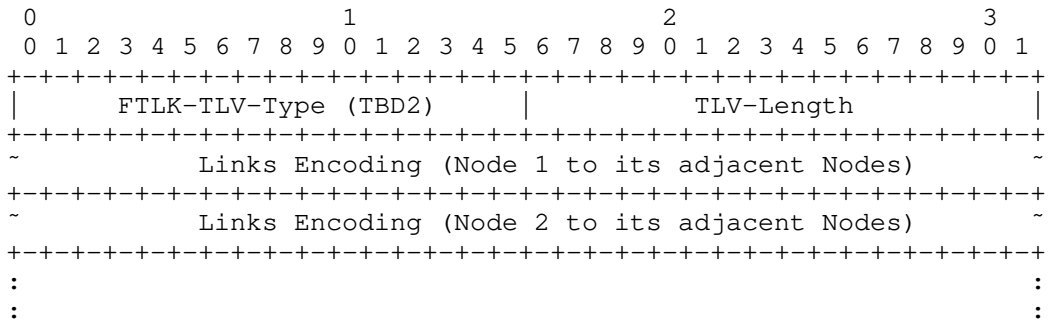 0                   1                   2                   3
 0 1 2 3 4 5 6 7 8 9 0 1 2 3 4 5 6 7 8 9 0 1 2 3 4 5 6 7 8 9 0 1
+-+-+-+-+-+-+-+-+-+-+-+-+-+-+-+-+-+-+-+-+-+-+-+-+-+-+-+-+-+-+-+-+
|      FTLK-TLV-Type (TBD2)     |          TLV-Length           |
+-+-+-+-+-+-+-+-+-+-+-+-+-+-+-+-+-+-+-+-+-+-+-+-+-+-+-+-+-+-+-+-+
~           Links Encoding (Node 1 to its adjacent Nodes)       ~
+-+-+-+-+-+-+-+-+-+-+-+-+-+-+-+-+-+-+-+-+-+-+-+-+-+-+-+-+-+-+-+-+
~           Links Encoding (Node 2 to its adjacent Nodes)       ~
+-+-+-+-+-+-+-+-+-+-+-+-+-+-+-+-+-+-+-+-+-+-+-+-+-+-+-+-+-+-+-+-+
:                                                               :
:                                                               :